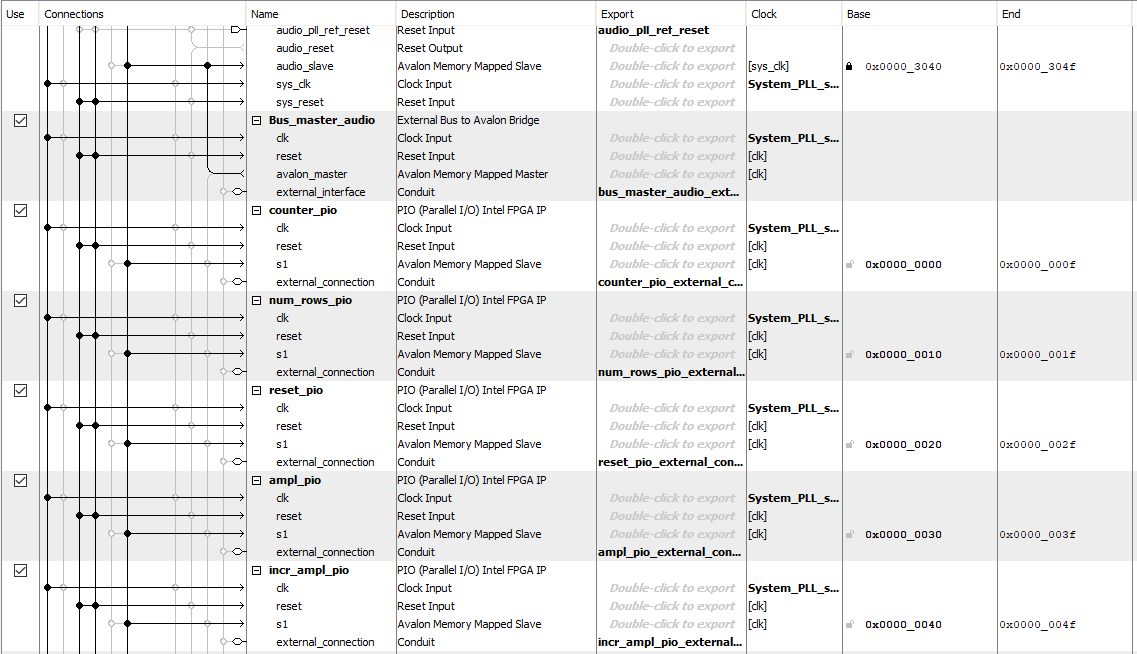 Use Connections Name Description Export Clock Base End
audio_pll_ref_reset Reset Input audio_pll_ref_reset
audio_reset Reset Output Double-click to export
audio_slave Avalon Memory Mapped Slave Double-click to export [sys_clk] 0x0000_3040 0x0000_304f
sys_clk Clock Input Double-click to export System_PLL_s...
sys_reset Reset Input Double-click to export
Bus_master_audio External Bus to Avalon Bridge
clk Clock Input Double-click to export System_PLL_s...
reset Reset Input Double-click to export [clk]
avalon_master Avalon Memory Mapped Master Double-click to export [clk]
external_interface Conduit bus_master_audio_ext...
counter_pio PIO (Parallel I/O) Intel FPGA IP
clk Clock Input Double-click to export System_PLL_s...
reset Reset Input Double-click to export [clk]
s1 Avalon Memory Mapped Slave Double-click to export [clk] 0x0000_0000 0x0000_000f
external_connection Conduit counter_pio_external_c...
num_rows_pio PIO (Parallel I/O) Intel FPGA IP
clk Clock Input Double-click to export System_PLL_s...
reset Reset Input Double-click to export [clk]
s1 Avalon Memory Mapped Slave Double-click to export [clk] 0x0000_0010 0x0000_001f
external_connection Conduit num_rows_pio_external...
reset_pio PIO (Parallel I/O) Intel FPGA IP
clk Clock Input Double-click to export System_PLL_s...
reset Reset Input Double-click to export [clk]
s1 Avalon Memory Mapped Slave Double-click to export [clk] 0x0000_0020 0x0000_002f
external_connection Conduit reset_pio_external_con...
ampl_pio PIO (Parallel I/O) Intel FPGA IP
clk Clock Input Double-click to export System_PLL_s...
reset Reset Input Double-click to export [clk]
s1 Avalon Memory Mapped Slave Double-click to export [clk] 0x0000_0030 0x0000_003f
external_connection Conduit ampl_pio_external_con...
incr_ampl_pio PIO (Parallel I/O) Intel FPGA IP
clk Clock Input Double-click to export System_PLL_s...
reset Reset Input Double-click to export [clk]
s1 Avalon Memory Mapped Slave Double-click to export [clk] 0x0000_0040 0x0000_004f
external_connection Conduit incr_ampl_pio_external...